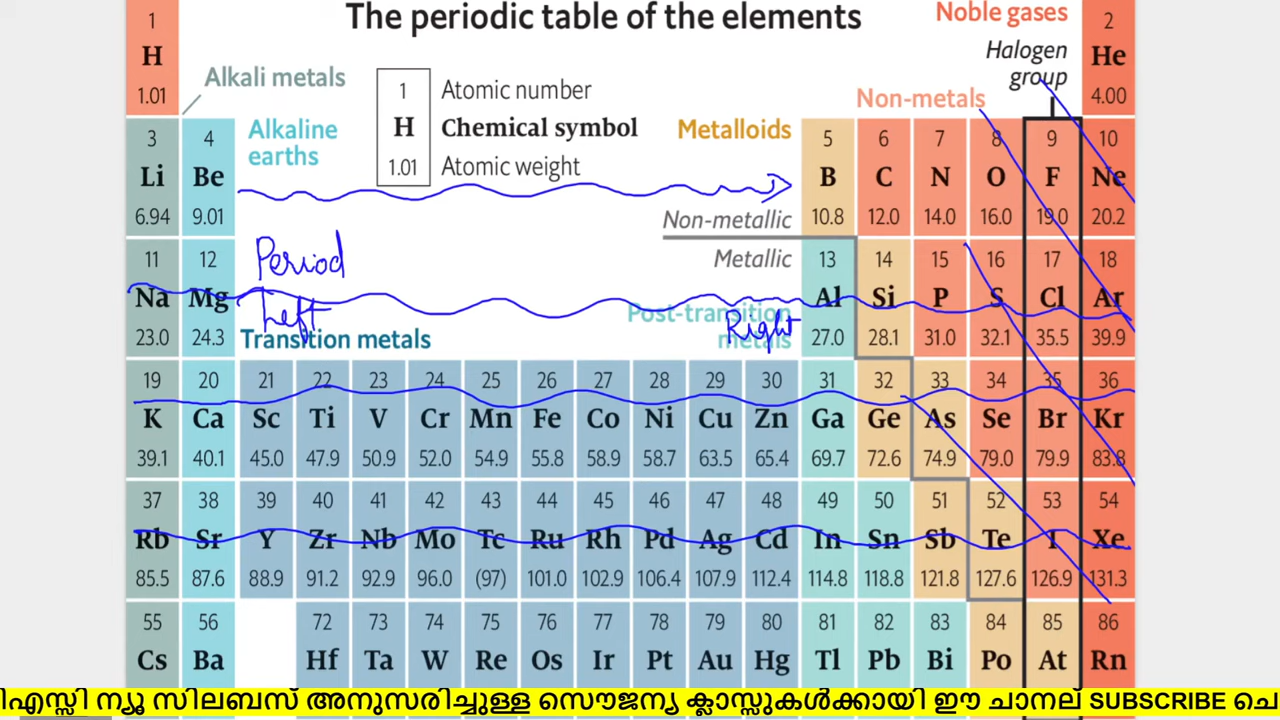 The periodic table of the elements
1 H 1.01
Alkali metals
1 Atomic number
H Chemical symbol
1.01 Atomic weight
Noble gases
Halogen group
2 He 4.00
Non-metals
Alkaline earths
Metalloids
3 4 5 6 7 8 9 10
Li Be B C N O F Ne
6.94 9.01 10.8 12.0 14.0 16.0 19.0 20.2
Non-metallic
Metallic
Period
Left
Right
11 12 13 14 15 16 17 18
Na Mg Al Si P S Cl Ar
23.0 24.3 27.0 28.1 31.0 32.1 35.5 39.9
Transition metals
Post-transition metals
19 20 21 22 23 24 25 26 27 28 29 30 31 32 33 34 35 36
K Ca Sc Ti V Cr Mn Fe Co Ni Cu Zn Ga Ge As Se Br Kr
39.1 40.1 45.0 47.9 50.9 52.0 54.9 55.8 58.9 58.7 63.5 65.4 69.7 72.6 74.9 79.0 79.9 83.8
37 38 39 40 41 42 43 44 45 46 47 48 49 50 51 52 53 54
Rb Sr Y Zr Nb Mo Tc Ru Rh Pd Ag Cd In Sn Sb Te I Xe
85.5 87.6 88.9 91.2 92.9 96.0 (97) 101.0 102.9 106.4 107.9 112.4 114.8 118.8 121.8 127.6 126.9 131.3
55 56 72 73 74 75 76 77 78 79 80 81 82 83 84 85 86
Cs Ba Hf Ta W Re Os Ir Pt Au Hg Tl Pb Bi Po At Rn
ിഎസ്സി ന്യൂ സിലബസ് അനുസരിച്ചുള്ള സൌജന്യ ക്ലാസ്സുകൾക്കായി ഈ ചാനല് SUBSCRIBE ചെ